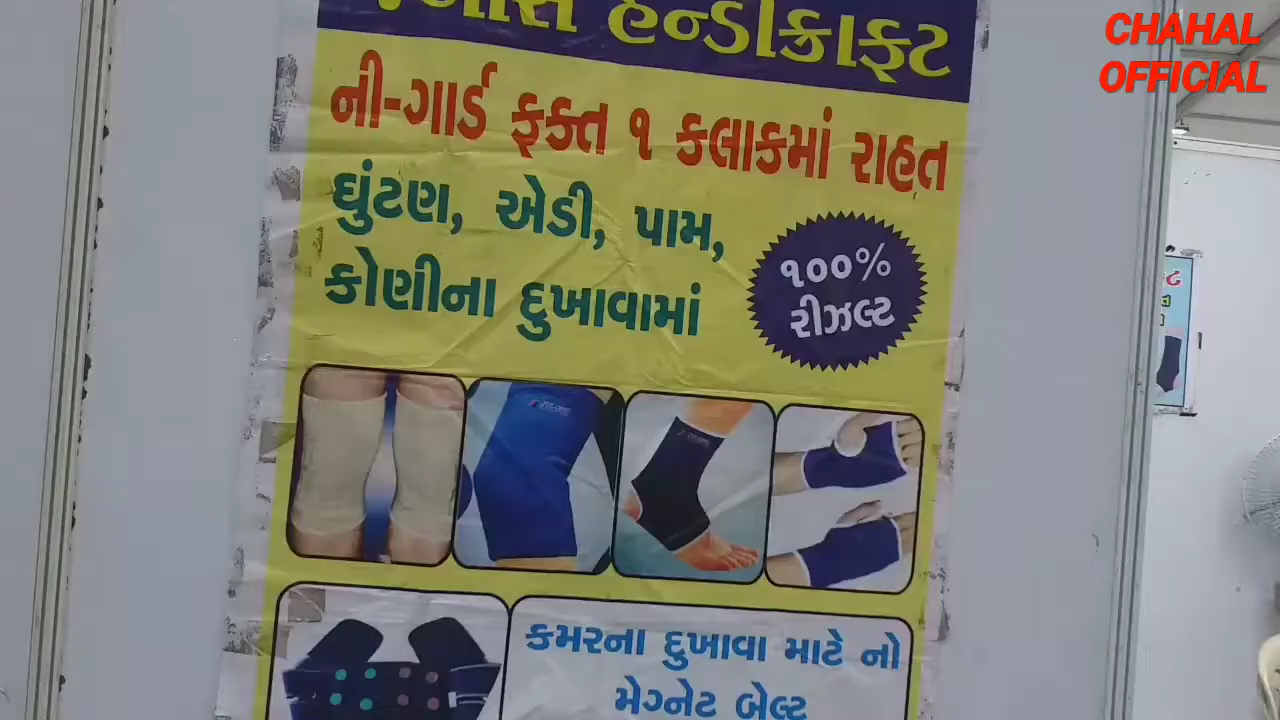 હેન્ડીક્રાફ્ટ
ની-ગાર્ડ ફક્ત ૧ કલાકમાં રાહત
ઘુંટણ, એડી, પામ,
કોણીના દુખાવામાં
૧૦૦%
રીઝલ્ટ
કમરના દુખાવા માટે નો
મેગ્નેટ બેલ્ટ
CHAHAL
OFFICIAL